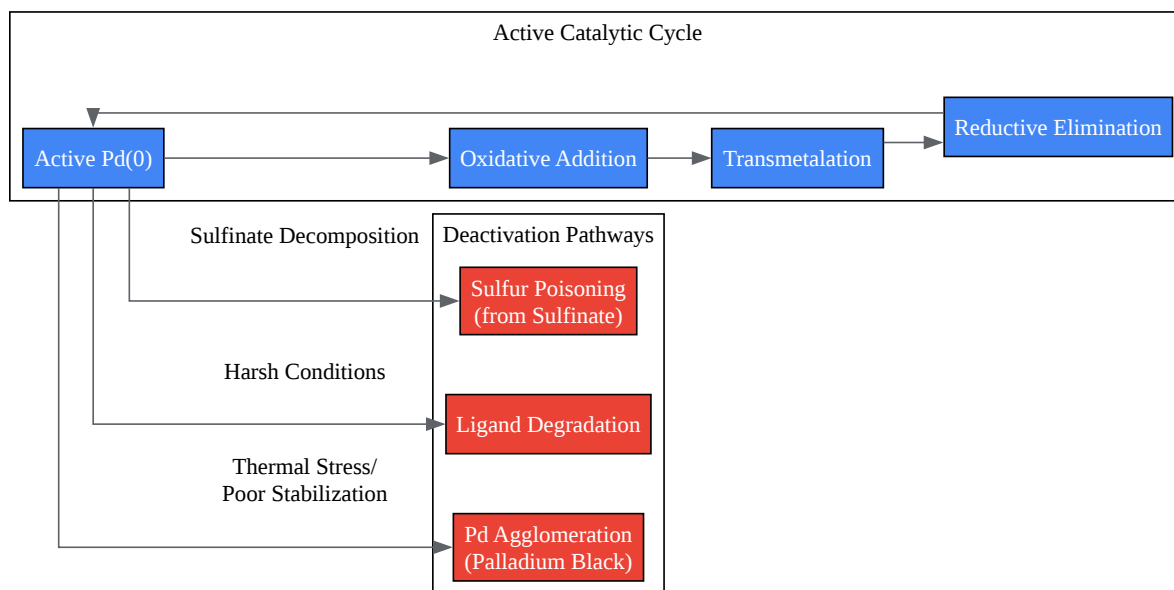 Active Catalytic Cycle
Active Pd(0)
Oxidative Addition
Transmetalation
Reductive Elimination
Sulfinate Decomposition
Deactivation Pathways
Sulfur Poisoning
(from Sulfinate)
Harsh Conditions
Ligand Degradation
Thermal Stress/
Poor Stabilization
Pd Agglomeration
(Palladium Black)